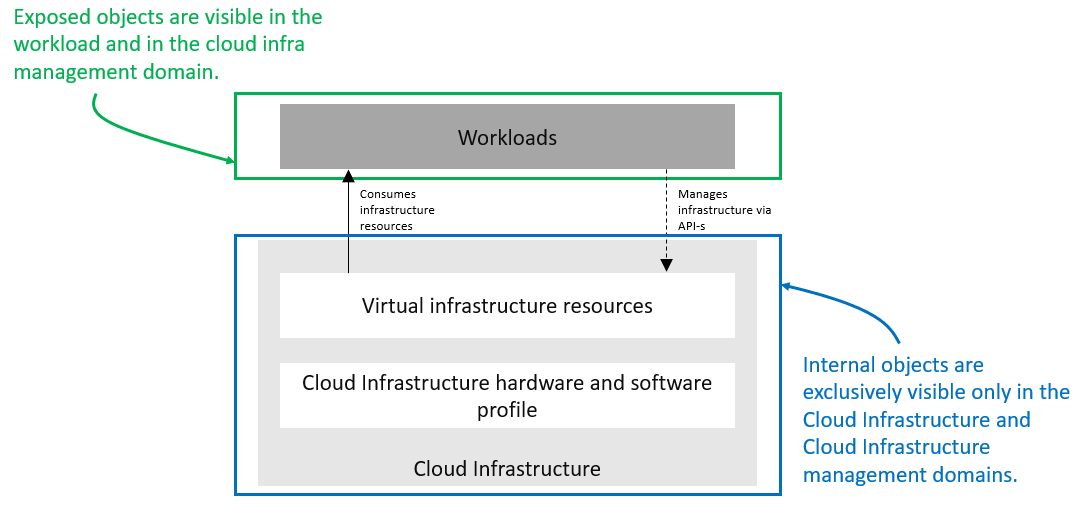 Exposed objects are visible in the
workload and in the cloud infra
management domain.
Workloads
Consumes
infrastructure
resources
Manages
infrastructure via
API-s
Virtual infrastructure resources
Cloud Infrastructure hardware and software
profile
Cloud Infrastructure
Internal objects are
exclusively visible only in the
Cloud Infrastructure and
Cloud Infrastructure
management domains.